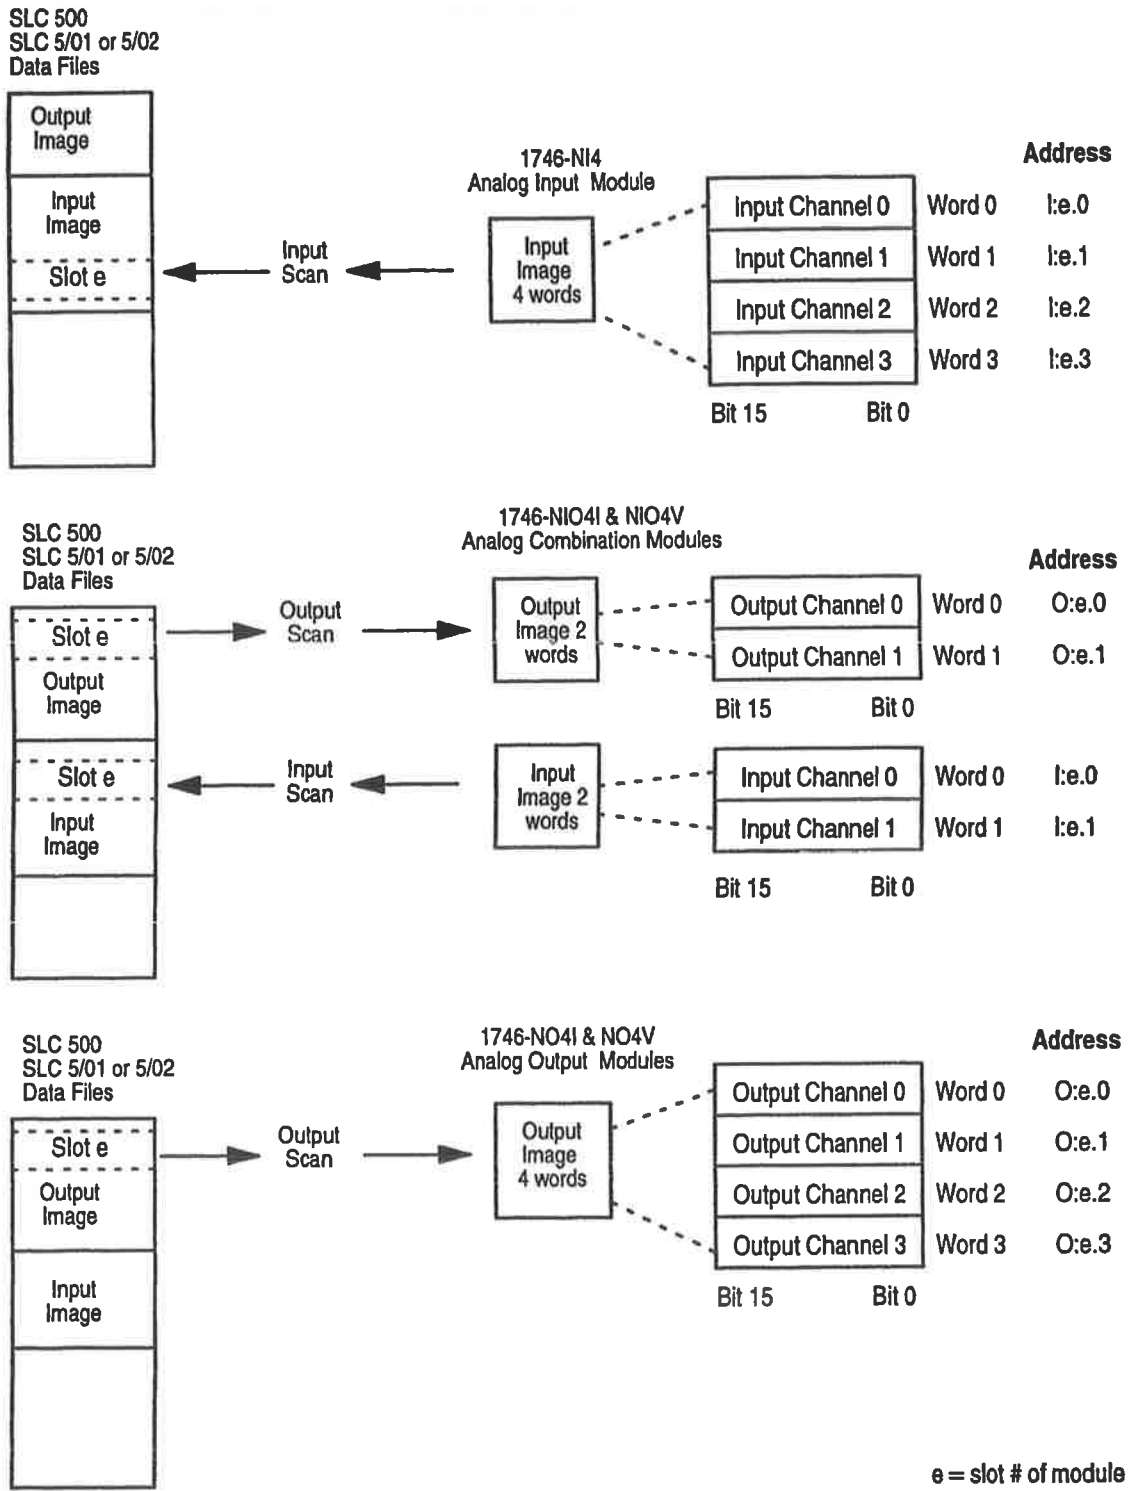 SLC 500
SLC 5/01 or 5/02
Data Files
Output
Image
Input
Image
Slot e
Input
Scan
1746-NI4
Analog Input Module
Input
Image
4 words
Address
Input Channel 0 Word 0 I:e.0
Input Channel 1 Word 1 I:e.1
Input Channel 2 Word 2 I:e.2
Input Channel 3 Word 3 I:e.3
Bit 15 Bit 0
SLC 500
SLC 5/01 or 5/02
Data Files
Slot e
Output
Image
Slot e
Input
Image
Output
Scan
Input
Scan
1746-NIO4I & NIO4V
Analog Combination Modules
Output
Image 2
words
Address
Output Channel 0 Word 0 O:e.0
Output Channel 1 Word 1 O:e.1
Bit 15 Bit 0
Input
Image 2
words
Input Channel 0 Word 0 I:e.0
Input Channel 1 Word 1 I:e.1
Bit 15 Bit 0
SLC 500
SLC 5/01 or 5/02
Data Files
Slot e
Output
Image
Input
Image
Output
Scan
1746-NO4I & NO4V
Analog Output Modules
Output
Image
4 words
Address
Output Channel 0 Word 0 O:e.0
Output Channel 1 Word 1 O:e.1
Output Channel 2 Word 2 O:e.2
Output Channel 3 Word 3 O:e.3
Bit 15 Bit 0
e = slot # of module